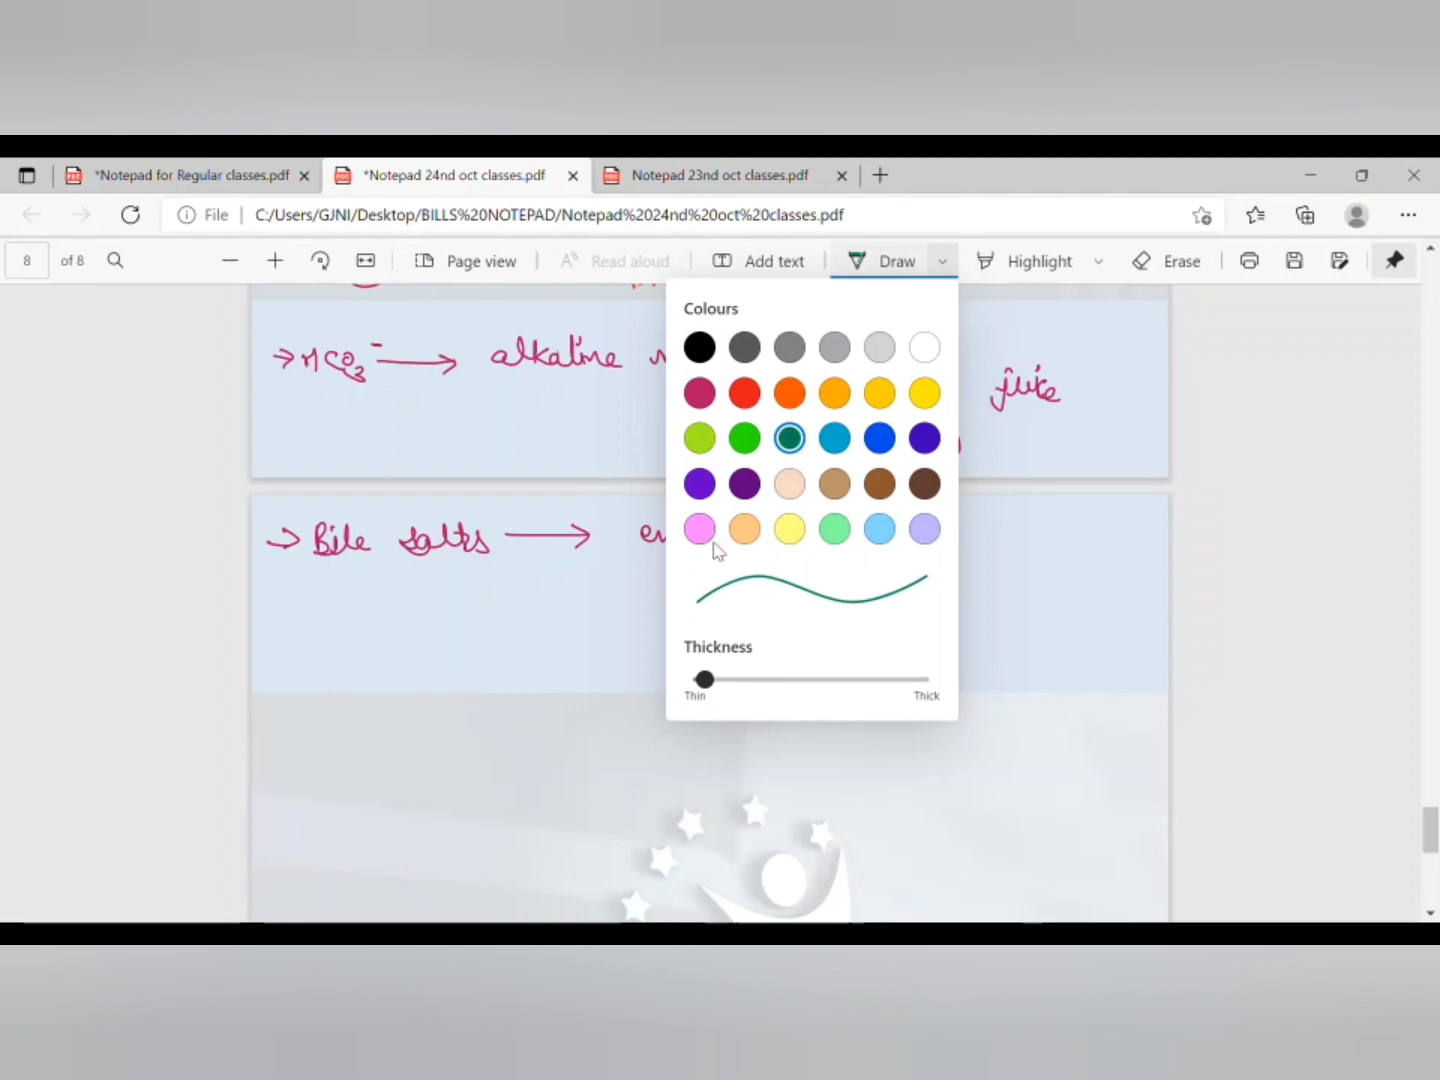 *Notepad for Regular classes.pdf
*Notepad 24nd oct classes.pdf
Notepad 23nd oct classes.pdf
File
C:/Users/GJNI/Desktop/BILLS%20NOTEPAD/Notepad%2024nd%20oct%20classes.pdf
8 of 8
Page view
Read aloud
Add text
Draw
Highlight
Erase
Colours
→ HCO3⁻ → alkaline
juice
→ Bile salts →
Thickness
Thin
Thick